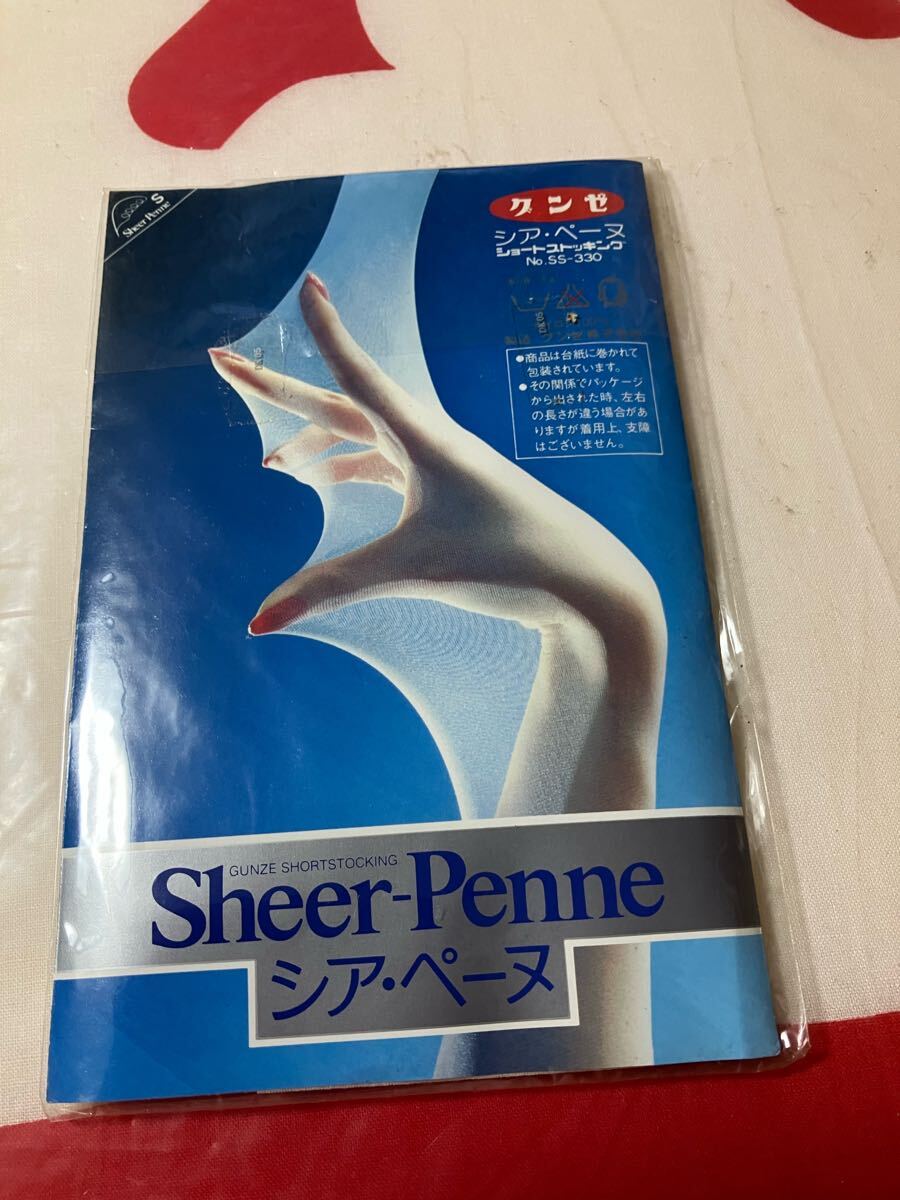 S
Sheer Penne
グンゼ
シア・ペーヌ
ショートストッキング
No.SS-330
DK05
DK05
●商品は台紙に巻かれて
包装されています。
●その関係でパッケージ
から出された時、左右
の長さが違う場合があ
りますが着用上、支障
はございません。
GUNZE SHORTSTOCKING
Sheer-Penne
シア・ペーヌ